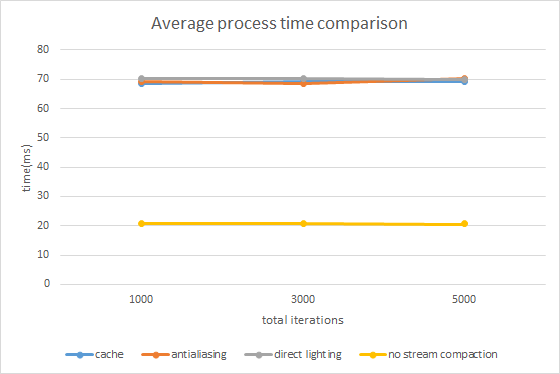 Average process time comparison
80
70
60
50
40
30
20
10
0
time(ms)
1000 3000 5000
total iterations
cache antialiasing direct lighting no stream compaction